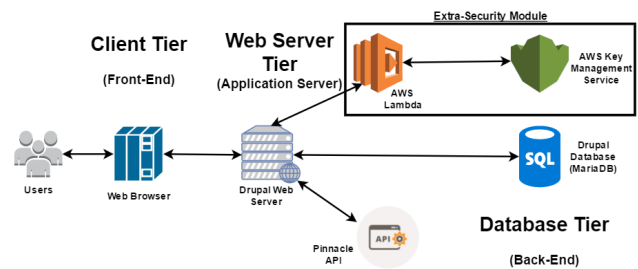 Extra-Security Module
Client Tier
(Front-End)
Web Server
Tier
(Application Server)
AWS
Lambda
AWS Key
Management
Service
Users
Web Browser
Drupal Web
Server
SQL
Drupal
Database
(MariaDB)
API
Pinnacle
API
Database Tier
(Back-End)